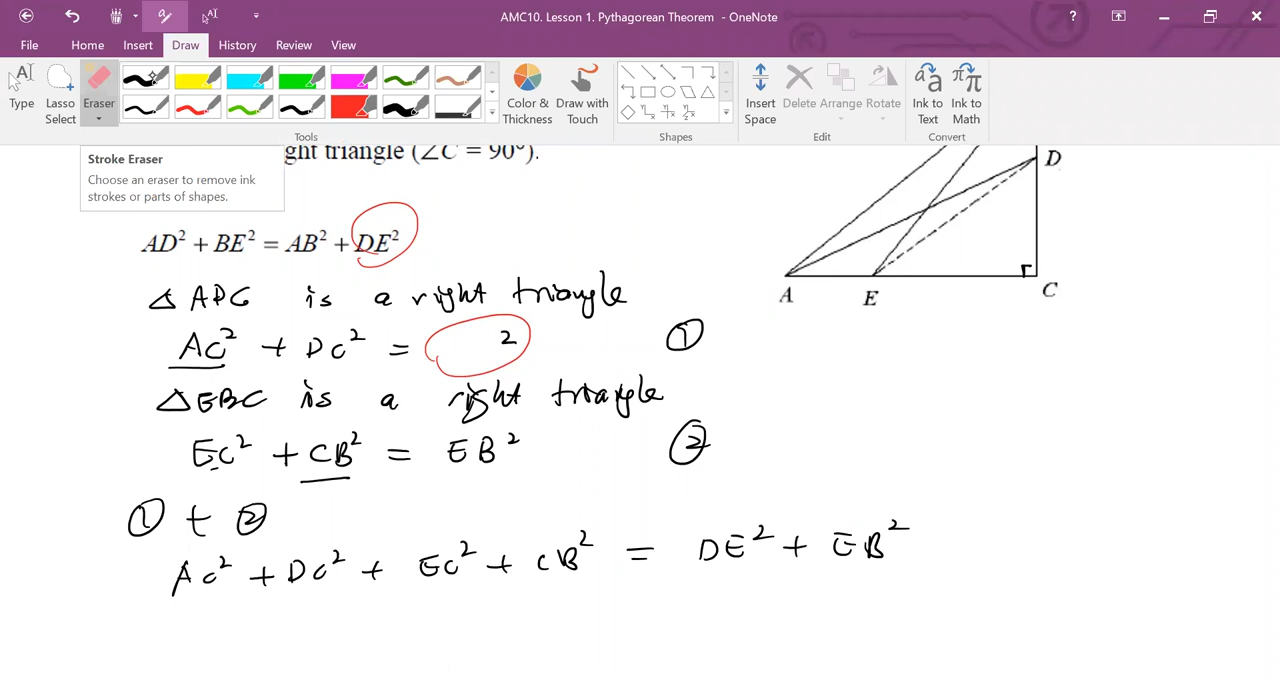 AMC10. Lesson 1. Pythagorean Theorem - OneNote
?
File Home Insert Draw History Review View
Type
Lasso Select
Eraser
Color & Thickness
Draw with Touch
Insert Space
Delete
Arrange
Rotate
Ink to Text
Ink to Math
Tools
Shapes
Edit
Convert
Stroke Eraser
Choose an eraser to remove ink
strokes or parts of shapes.
ght triangle (∠C = 90°).
AD² + BE² = AB² + DE²
△ ADC is a right triangle
AC² + DC² = ² ①
△EBC is a right triangle
EC² + CB² = EB² ②
① + ②
AC² + DC² + EC² + CB² = DE² + EB²
D
A E C